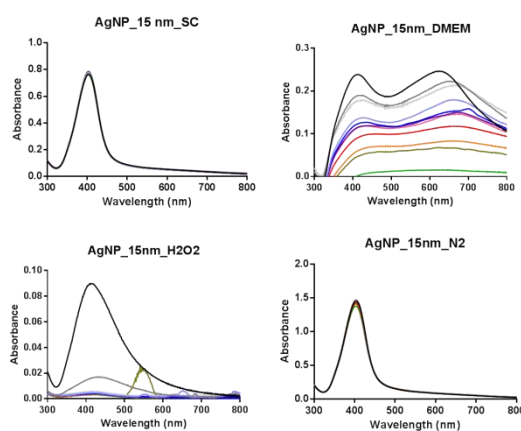 AgNP_15 nm_SC
1.0
0.8
0.6
0.4
0.2
0.0
300 400 500 600 700 800
Absorbance
Wavelength (nm)
AgNP_15nm_DMEM
0.3
0.2
0.1
0.0
300 400 500 600 700 800
Absorbance
Wavelength (nm)
AgNP_15nm_H2O2
0.10
0.08
0.06
0.04
0.02
0.00
300 400 500 600 700 800
Absorbance
Wavelength (nm)
AgNP_15nm_N2
2.0
1.5
1.0
0.5
0.0
300 400 500 600 700 800
Absorbance
Wavelength (nm)